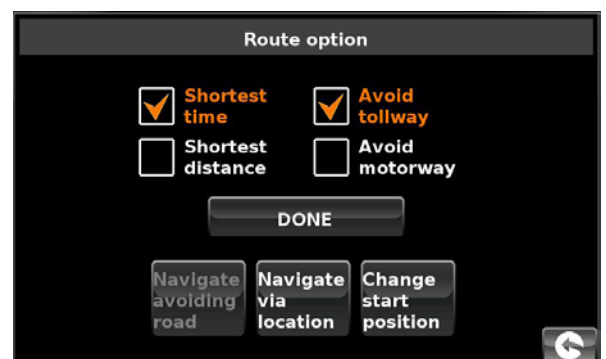 Route option
Shortest
time
Avoid
tollway
Shortest
distance
Avoid
motorway
DONE
Navigate
avoiding
road
Navigate
via
location
Change
start
position